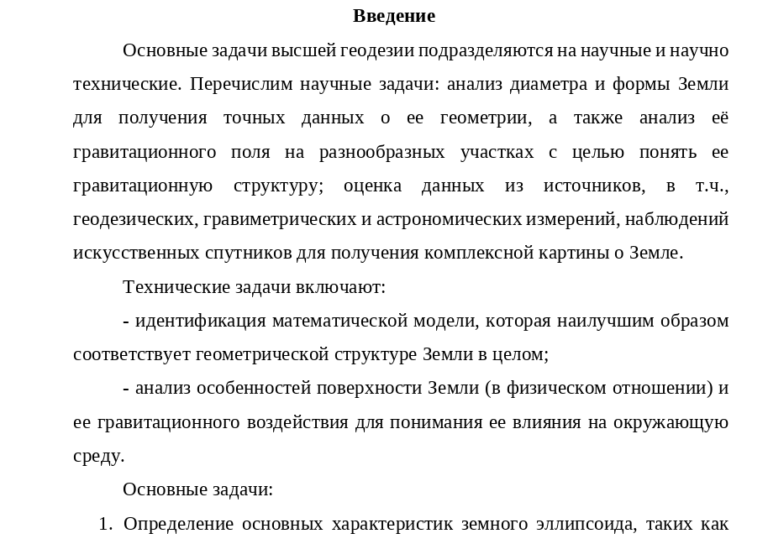 Введение
Основные задачи высшей геодезии подразделяются на научные и научно
технические. Перечислим научные задачи: анализ диаметра и формы Земли
для получения точных данных о ее геометрии, а также анализ её
гравитационного поля на разнообразных участках с целью понять ее
гравитационную структуру; оценка данных из источников, в т.ч.,
геодезических, гравиметрических и астрономических измерений, наблюдений
искусственных спутников для получения комплексной картины о Земле.
Технические задачи включают:
- идентификация математической модели, которая наилучшим образом
соответствует геометрической структуре Земли в целом;
- анализ особенностей поверхности Земли (в физическом отношении) и
ее гравитационного воздействия для понимания ее влияния на окружающую
среду.
Основные задачи:
1. Определение основных характеристик земного эллипсоида, таких как